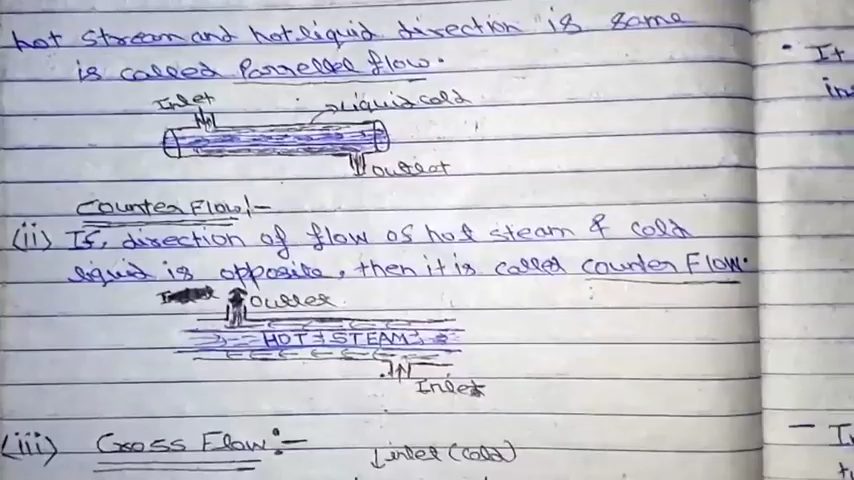 hot stream and hot liquid direction is same
is called Parrellel flow.
Inlet
Liquid cold
outlet
Counter Flow:-
(ii) If, direction of flow of hot steam & cold
liquid is opposite, then it is called counter Flow.
outlet
HOT STEAM
Inlet
(iii) Cross Flow:-
↓inlet (cold)
It
in